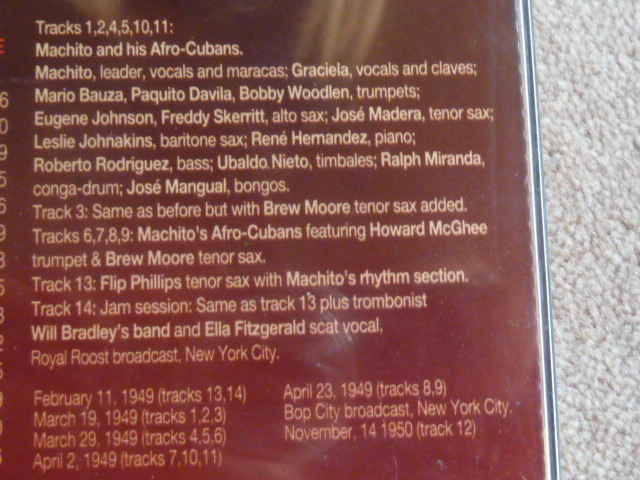 Tracks 1,2,4,5,10,11:
Machito and his Afro-Cubans.
Machito, leader, vocals and maracas; Graciela, vocals and claves;
Mario Bauza, Paquito Davila, Bobby Woodlen, trumpets;
Eugene Johnson, Freddy Skerritt, alto sax; José Madera, tenor sax;
Leslie Johnakins, baritone sax; René Hernandez, piano;
Roberto Rodriguez, bass; Ubaldo Nieto, timbales; Ralph Miranda,
conga-drum; José Mangual, bongos.
Track 3: Same as before but with Brew Moore tenor sax added.
Tracks 6,7,8,9: Machito's Afro-Cubans featuring Howard McGhee
trumpet & Brew Moore tenor sax.
Track 13: Flip Phillips tenor sax with Machito's rhythm section.
Track 14: Jam session: Same as track 13 plus trombonist
Will Bradley's band and Ella Fitzgerald scat vocal.
Royal Roost broadcast, New York City.
February 11, 1949 (tracks 13,14)
March 19, 1949 (tracks 1,2,3)
March 29, 1949 (tracks 4,5,6)
April 2, 1949 (tracks 7,10,11)
April 23, 1949 (tracks 8,9)
Bop City broadcast, New York City.
November, 14 1950 (track 12)